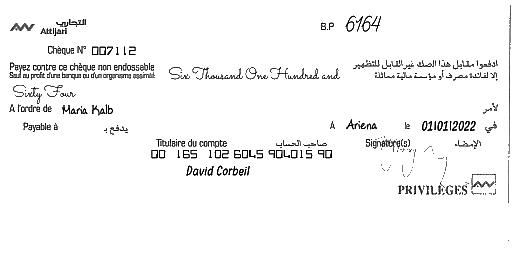 التجاري
Attijari
B.P 6164
Chèque N° 007112
Payez contre ce chèque non endossable
Sauf au profit d'une banque ou d'un organisme assimilé
Six Thousand One Hundred and
ادفعوا مقابل هذا الصك غير القابل للتظهير
إلا لفائدة مصرف أو مؤسسة مالية مماثلة
Sixty Four
A l'ordre de Maria Kalb
لأمر
Payable à يدفع بـ
A Ariena le 01/01/2022 في
Titulaire du compte صاحب الحساب
Signature(s) الإمضاء
00 165 102 6045 904015 90
David Corbeil
PRIVILÈGES